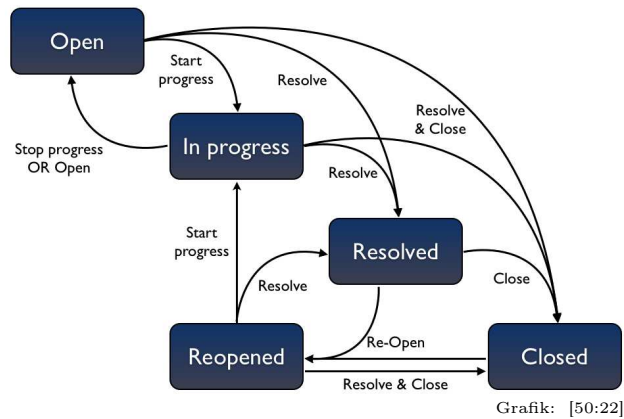 Open
Start
progress
Resolve
Resolve
& Close
Stop progress
OR Open
In progress
Resolve
Start
progress
Resolved
Resolve
Close
Reopened
Re-Open
Closed
Resolve & Close
Grafik: [50:22]